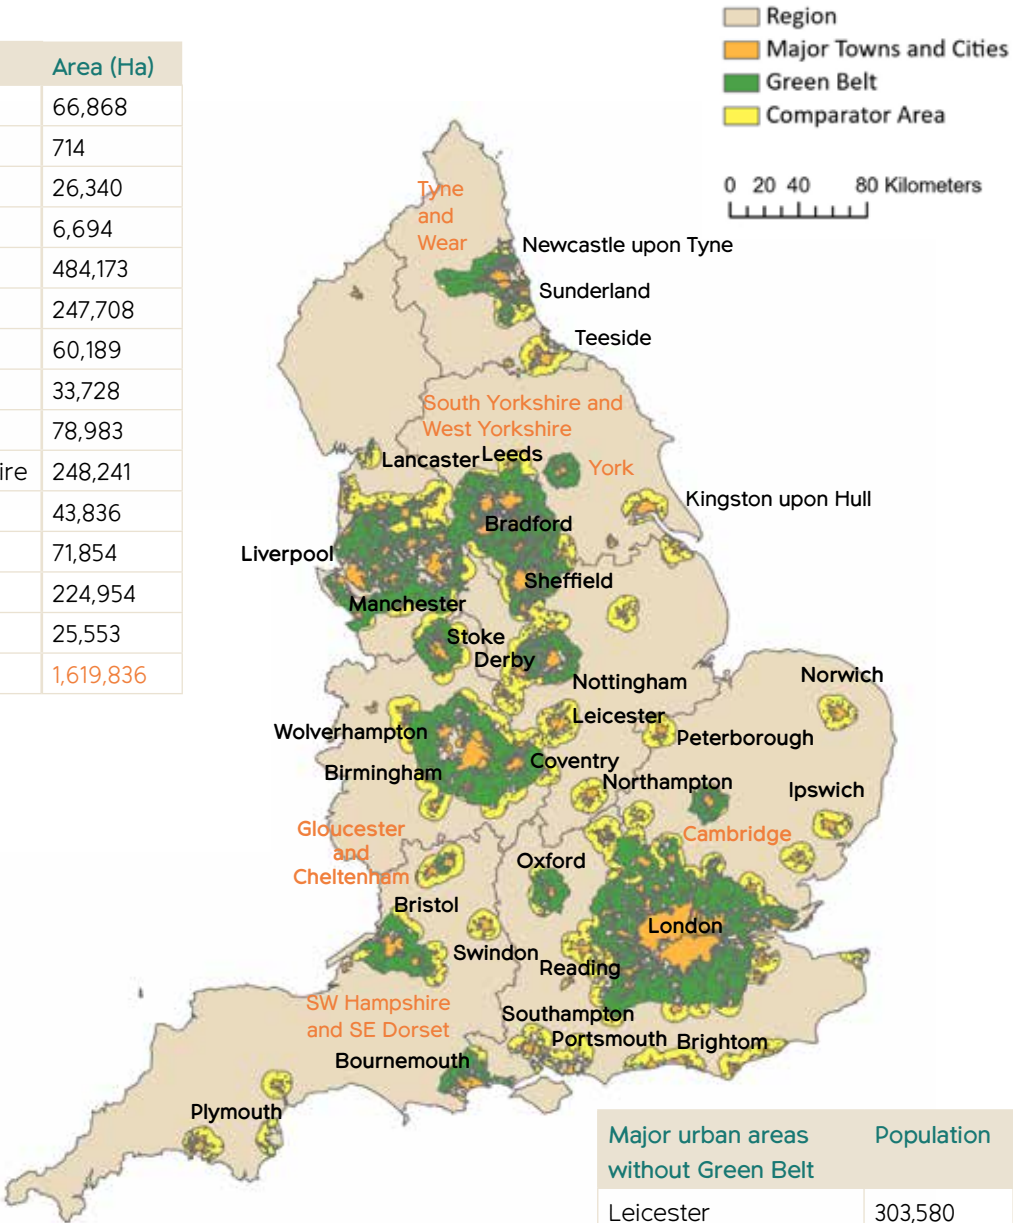 Region
Major Towns and Cities
Green Belt
Comparator Area
0 20 40 80 Kilometers
Area (Ha)
66,868
714
26,340
6,694
484,173
247,708
60,189
33,728
78,983
ire 248,241
43,836
71,854
224,954
25,553
1,619,836
Tyne
and
Wear
Newcastle upon Tyne
Sunderland
Teeside
South Yorkshire and
West Yorkshire
Lancaster
Leeds
York
Kingston upon Hull
Bradford
Liverpool
Sheffield
Manchester
Stoke
Derby
Nottingham
Norwich
Leicester
Wolverhampton
Peterborough
Coventry
Birmingham
Northampton
Ipswich
Gloucester
and
Cheltenham
Cambridge
Oxford
Bristol
London
Swindon
Reading
SW Hampshire
and SE Dorset
Southampton
Portsmouth
Brightom
Bournemouth
Plymouth
Major urban areas
without Green Belt
Population
Leicester 303,580